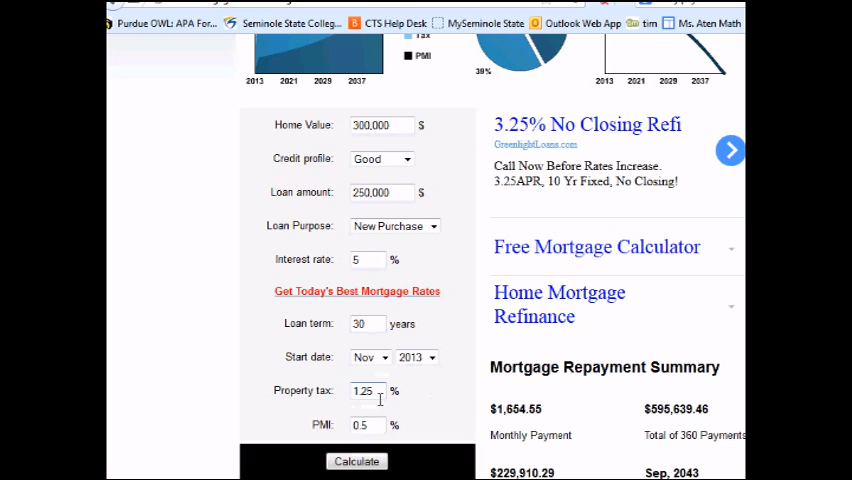 Purdue OWL: APA For... Seminole State Colleg... CTS Help Desk MySeminole State Outlook Web App tim Ms. Aten Math
Tax
PMI
39%
2013 2021 2029 2037
2013 2021 2029 2037
Home Value: 300,000 $
Credit profile: Good
Loan amount: 250,000 $
Loan Purpose: New Purchase
Interest rate: 5 %
Get Today's Best Mortgage Rates
Loan term: 30 years
Start date: Nov 2013
Property tax: 1.25 %
PMI: 0.5 %
Calculate
3.25% No Closing Refi
GreenlightLoans.com
Call Now Before Rates Increase.
3.25APR, 10 Yr Fixed, No Closing!
Free Mortgage Calculator
Home Mortgage
Refinance
Mortgage Repayment Summary
$1,654.55 $595,639.46
Monthly Payment Total of 360 Payments
$229,910.29 Sep, 2043